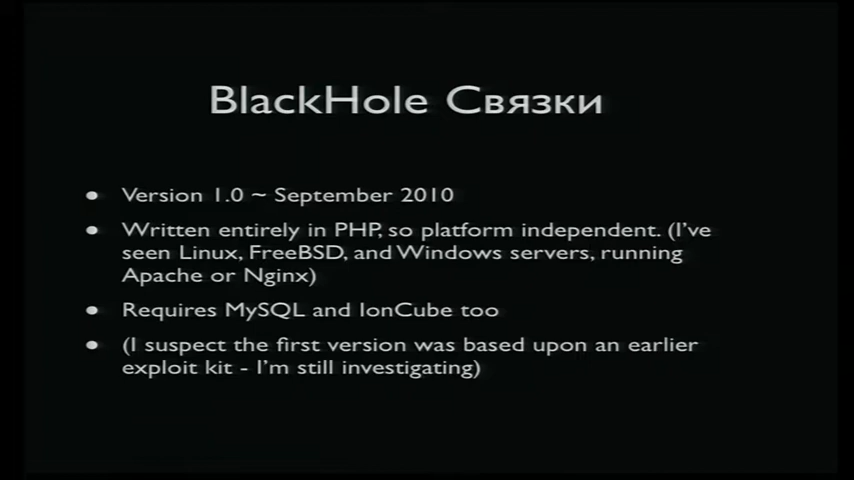 BlackHole Связки
• Version 1.0 ~ September 2010
• Written entirely in PHP, so platform independent. (I've
seen Linux, FreeBSD, and Windows servers, running
Apache or Nginx)
• Requires MySQL and IonCube too
• (I suspect the first version was based upon an earlier
exploit kit - I'm still investigating)